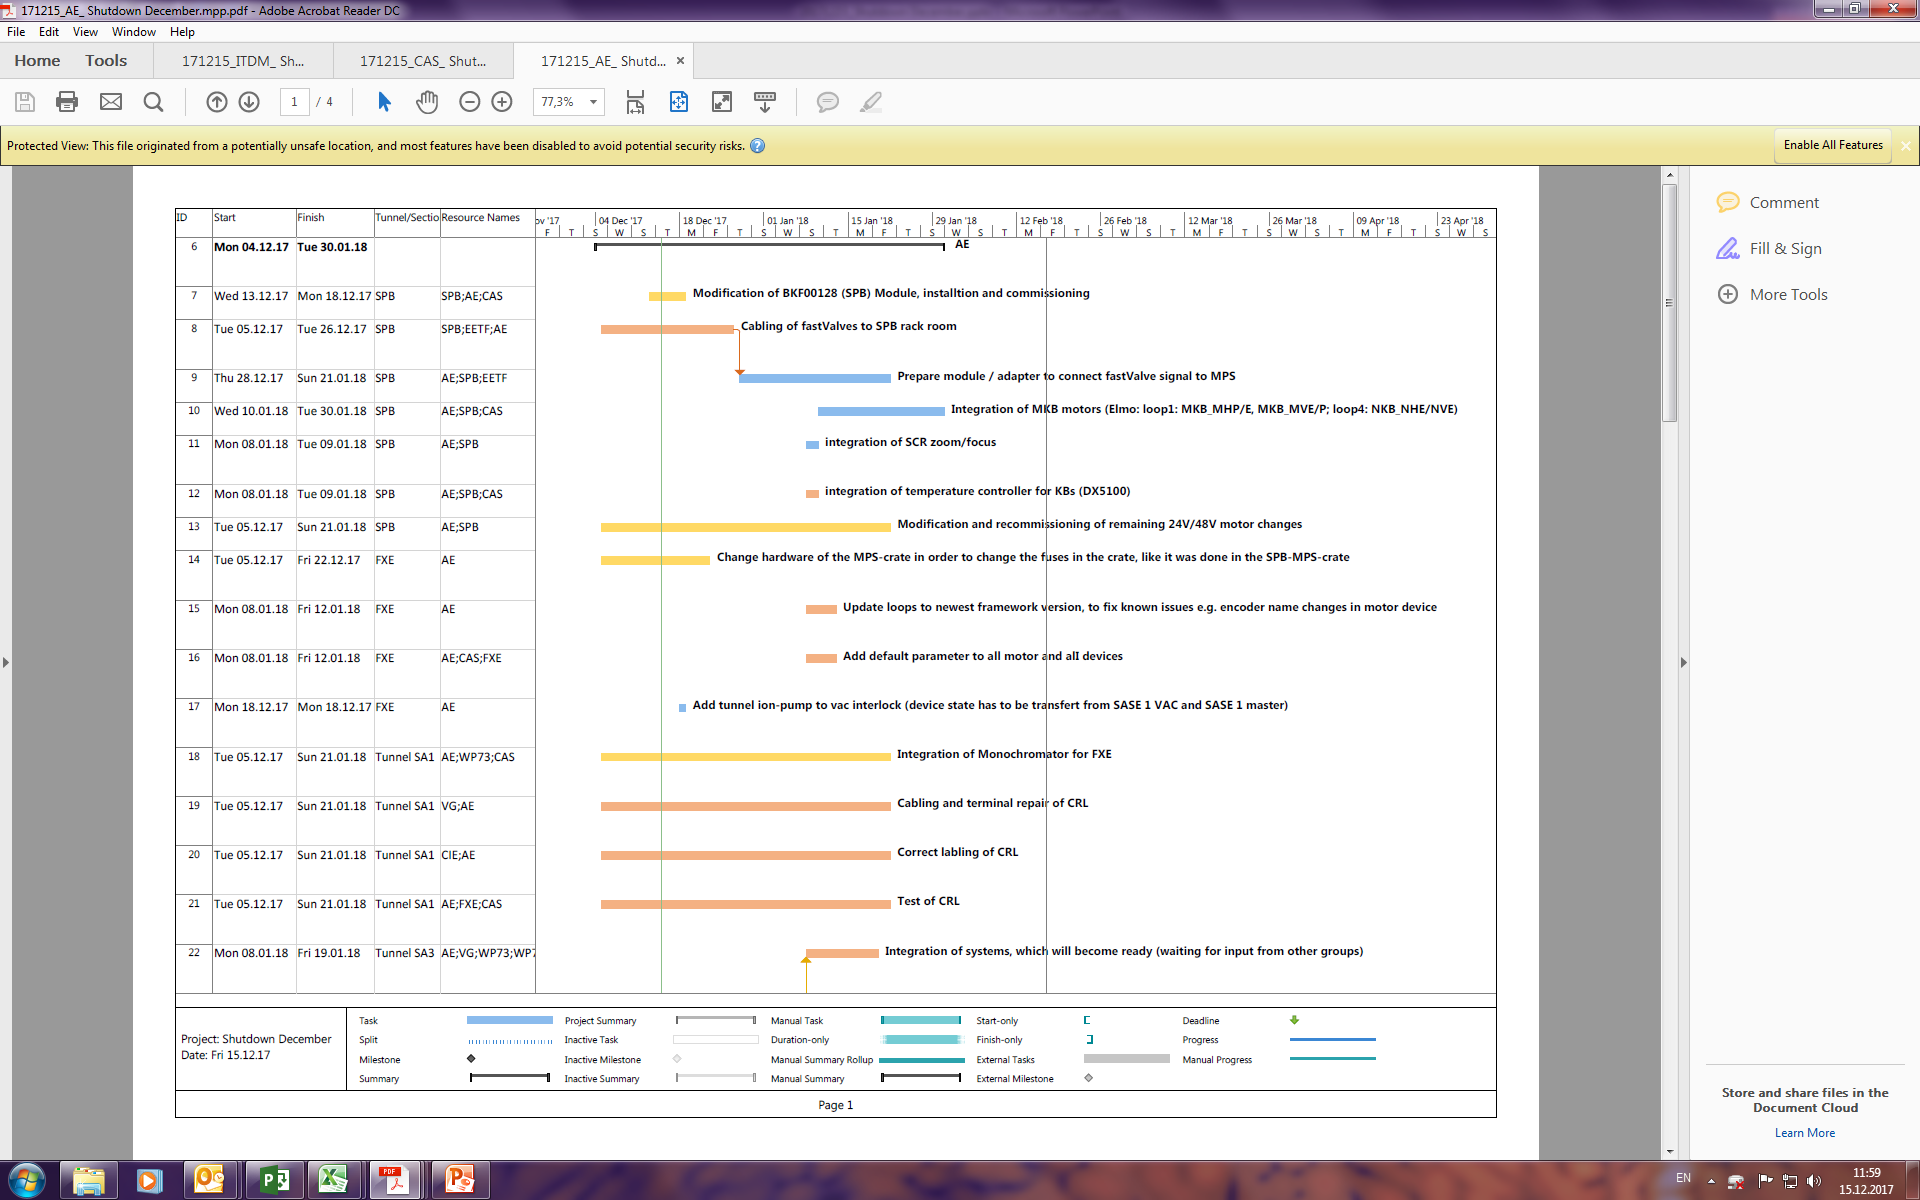 171215_AE_ Shutdown December.mpp.pdf - Adobe Acrobat Reader DC
File Edit View Window Help
Home Tools 171215_ITDM_ Sh... 171215_CAS_ Shut... 171215_AE_ Shutd... ×
1 / 4 77,3%
Protected View: This file originated from a potentially unsafe location, and most features have been disabled to avoid potential security risks. ? Enable All Features
ID Start Finish Tunnel/Sectio Resource Names ov '17 04 Dec '17 18 Dec '17 01 Jan '18 15 Jan '18 29 Jan '18 12 Feb '18 26 Feb '18 12 Mar '18 26 Mar '18 09 Apr '18 23 Apr '18
F T S W T M F T S W S T M F T S W S T M F T S W S T M F T S W S T M F T S W S
6 Mon 04.12.17 Tue 30.01.18 AE
7 Wed 13.12.17 Mon 18.12.17 SPB SPB;AE;CAS Modification of BKF00128 (SPB) Module, installtion and commissioning
8 Tue 05.12.17 Tue 26.12.17 SPB SPB;EETF;AE Cabling of fastValves to SPB rack room
9 Thu 28.12.17 Sun 21.01.18 SPB AE;SPB;EETF Prepare module / adapter to connect fastValve signal to MPS
10 Wed 10.01.18 Tue 30.01.18 SPB AE;SPB;CAS Integration of MKB motors (Elmo: loop1: MKB_MHP/E, MKB_MVE/P; loop4: NKB_NHE/NVE)
11 Mon 08.01.18 Tue 09.01.18 SPB AE;SPB integration of SCR zoom/focus
12 Mon 08.01.18 Tue 09.01.18 SPB AE;SPB;CAS integration of temperature controller for KBs (DX5100)
13 Tue 05.12.17 Sun 21.01.18 SPB AE;SPB Modification and recommissioning of remaining 24V/48V motor changes
14 Tue 05.12.17 Fri 22.12.17 FXE AE Change hardware of the MPS-crate in order to change the fuses in the crate, like it was done in the SPB-MPS-crate
15 Mon 08.01.18 Fri 12.01.18 FXE AE Update loops to newest framework version, to fix known issues e.g. encoder name changes in motor device
16 Mon 08.01.18 Fri 12.01.18 FXE AE;CAS;FXE Add default parameter to all motor and all devices
17 Mon 18.12.17 Mon 18.12.17 FXE AE Add tunnel ion-pump to vac interlock (device state has to be transfert from SASE 1 VAC and SASE 1 master)
18 Tue 05.12.17 Sun 21.01.18 Tunnel SA1 AE;WP73;CAS Integration of Monochromator for FXE
19 Tue 05.12.17 Sun 21.01.18 Tunnel SA1 VG;AE Cabling and terminal repair of CRL
20 Tue 05.12.17 Sun 21.01.18 Tunnel SA1 CIE;AE Correct labling of CRL
21 Tue 05.12.17 Sun 21.01.18 Tunnel SA1 AE;FXE;CAS Test of CRL
22 Mon 08.01.18 Fri 19.01.18 Tunnel SA3 AE;VG;WP73;WP7 Integration of systems, which will become ready (waiting for input from other groups)
Project: Shutdown December
Date: Fri 15.12.17
Task Project Summary Manual Task Start-only Deadline
Split Inactive Task Duration-only Finish-only Progress
Milestone Inactive Milestone Manual Summary Rollup External Tasks Manual Progress
Summary Inactive Summary Manual Summary External Milestone
Page 1
Comment
Fill & Sign
More Tools
Store and share files in the
Document Cloud
Learn More
EN 11:59
15.12.2017